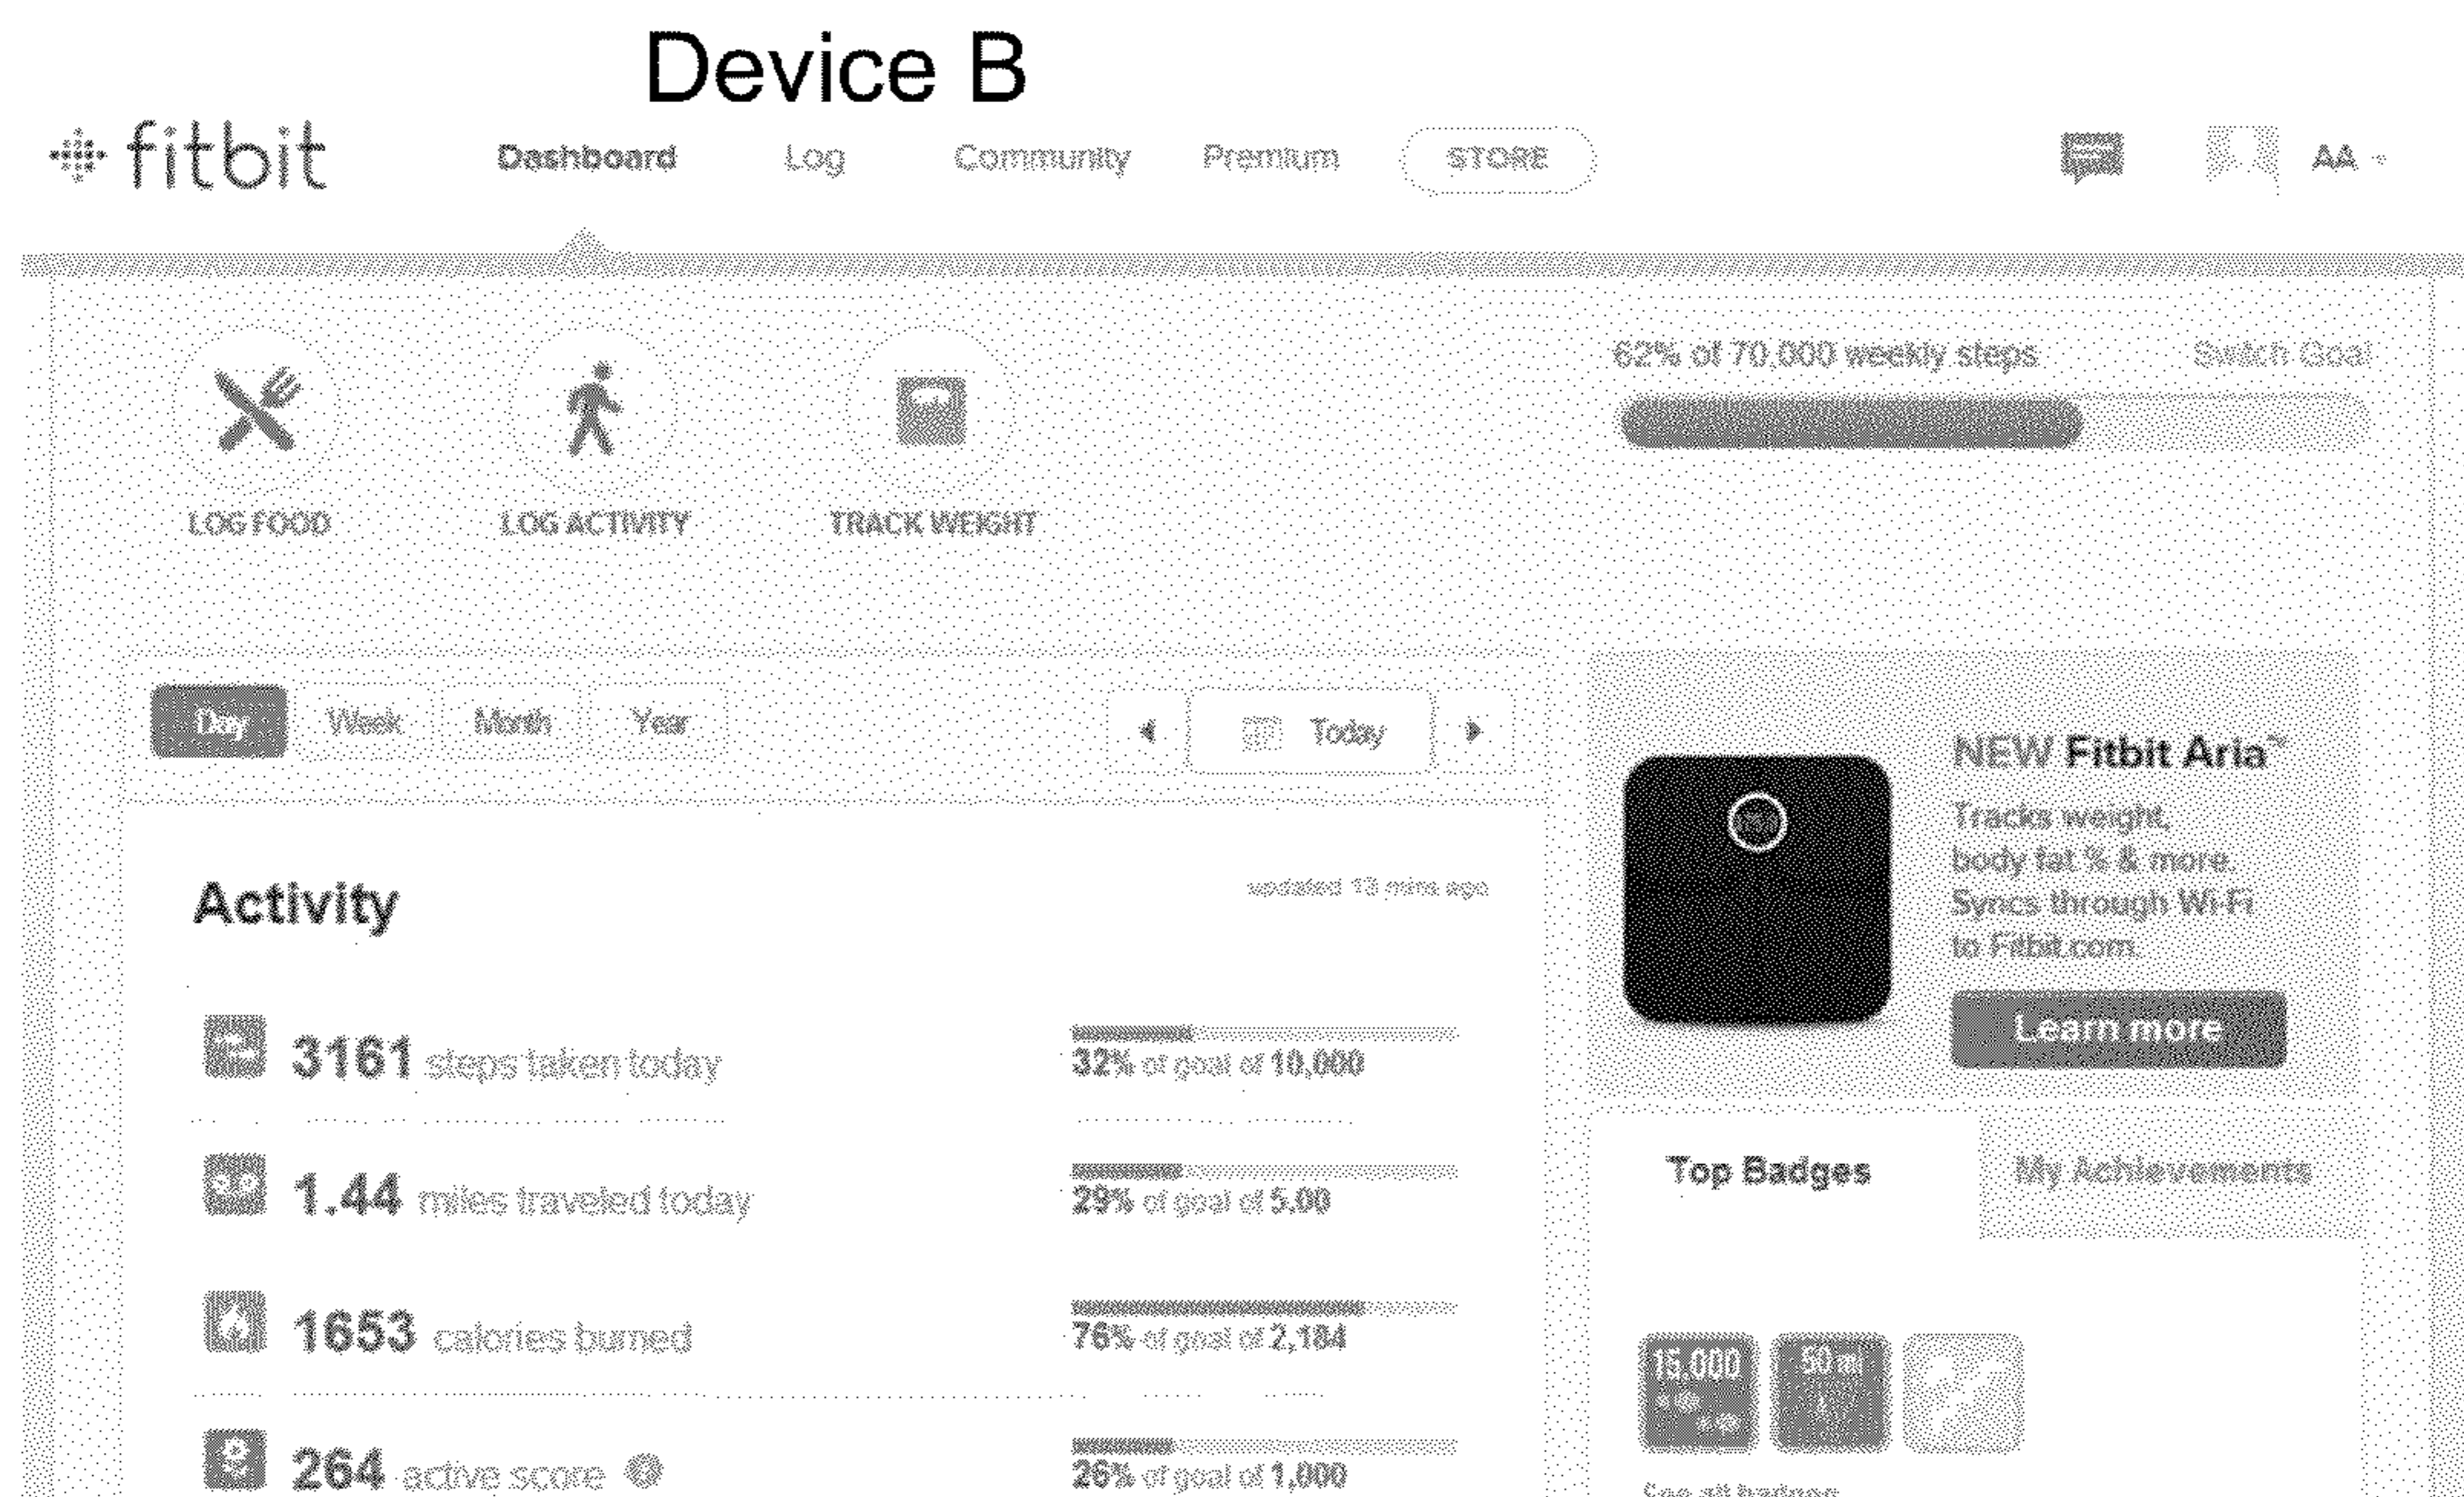 Device B
fitbit Dashboard Log Community Premium STORE AA
62% of 70,000 weekly steps Switch Goal
LOG FOOD LOG ACTIVITY TRACK WEIGHT
Day Week Month Year Today
NEW Fitbit Aria™
Tracks weight,
body fat % & more.
Syncs through Wi-Fi
to Fitbit.com.
Learn more
Activity updated 13 mins ago
3161 steps taken today 32% of goal of 10,000
1.44 miles traveled today 29% of goal of 5.00
1653 calories burned 76% of goal of 2,184
264 active score 26% of goal of 1,000
Top Badges My Achievements
15,000 50 mi
See all badges